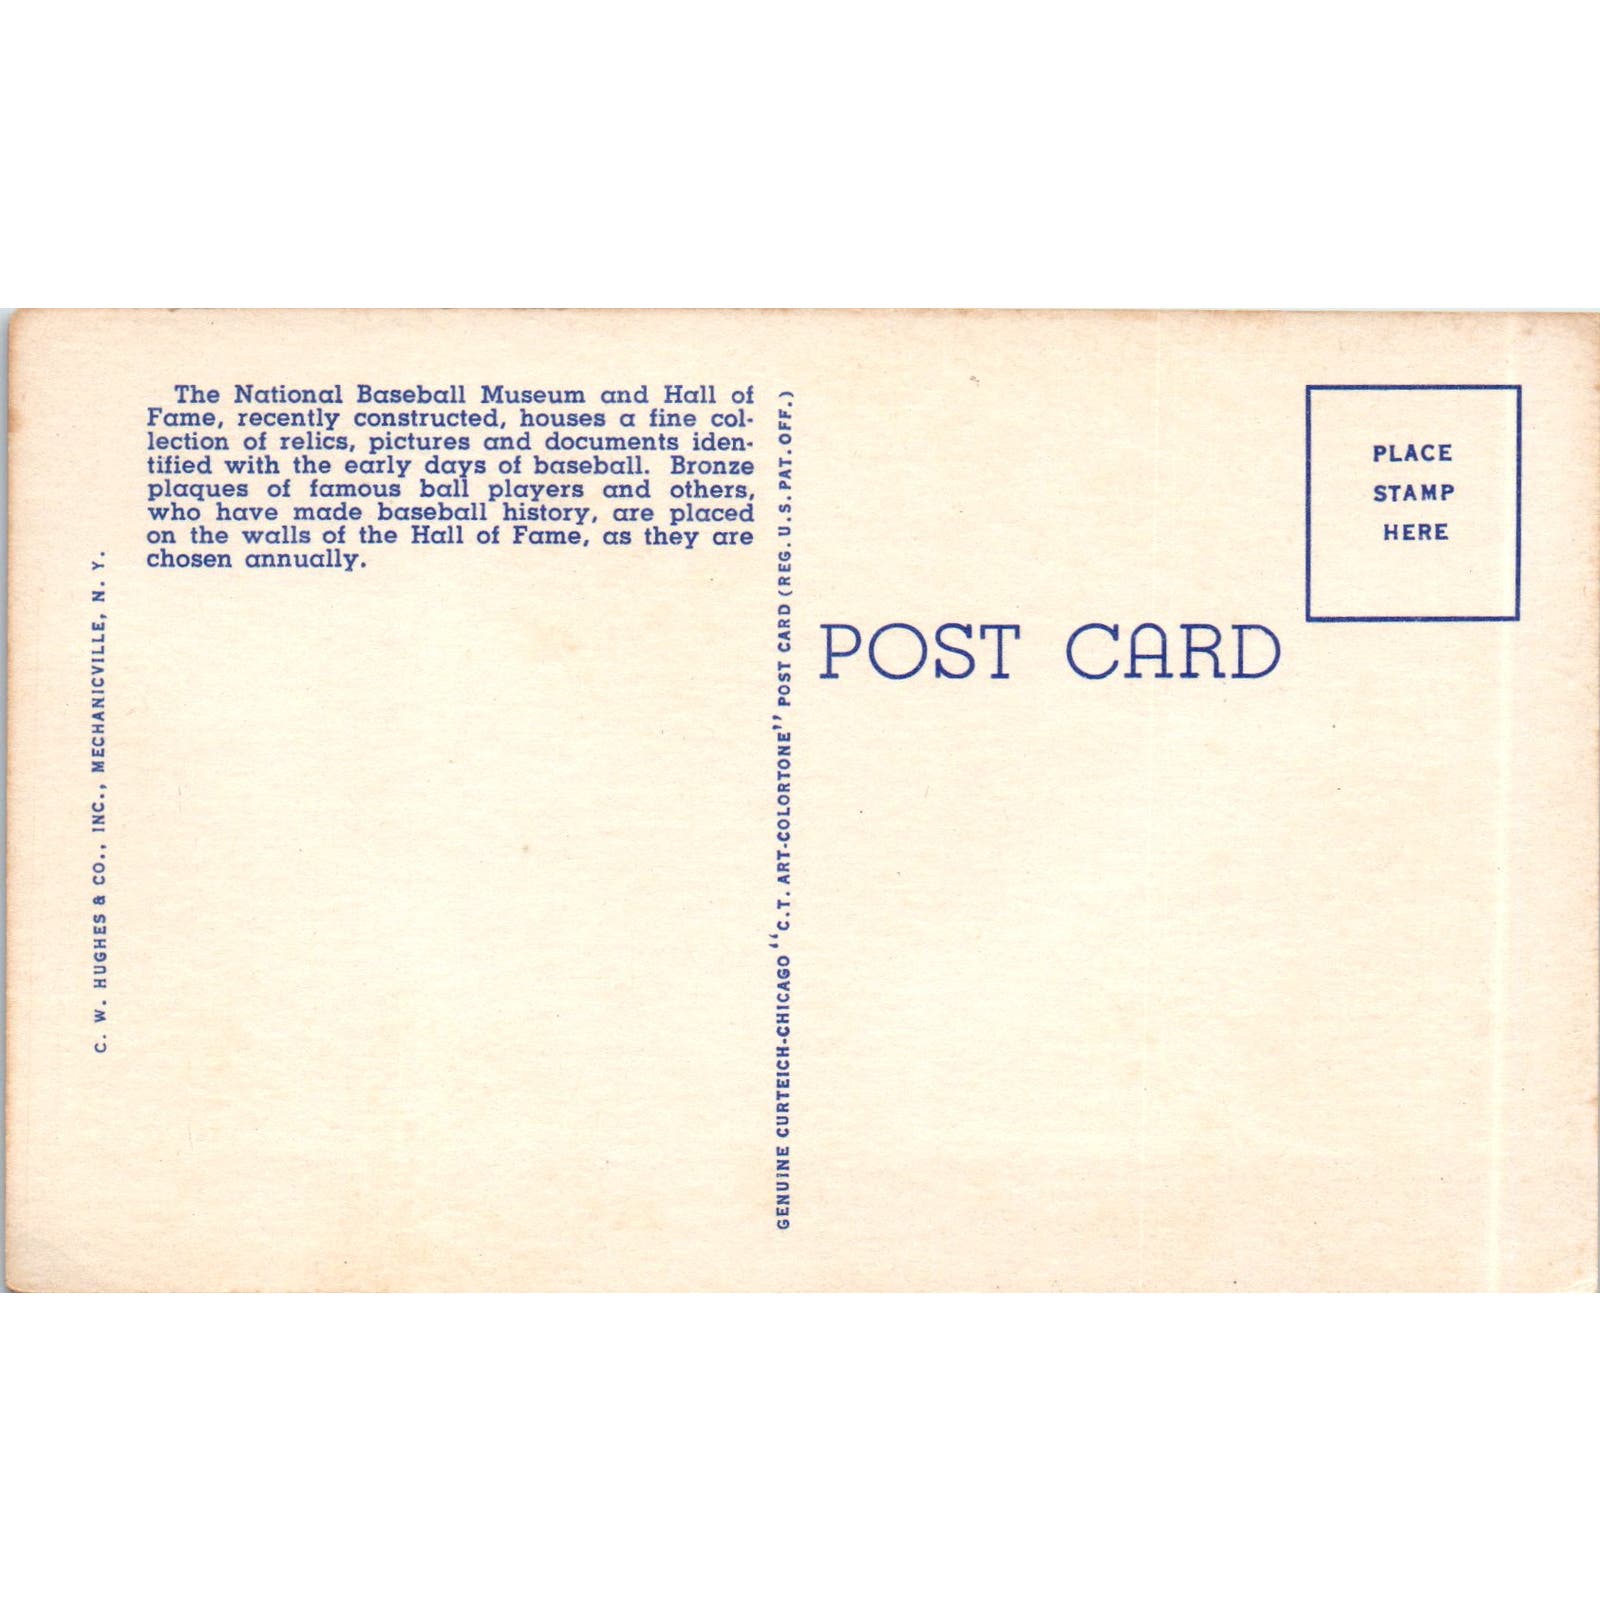 The National Baseball Museum and Hall of
Fame, recently constructed, houses a fine col-
lection of relics, pictures and documents iden-
tified with the early days of baseball. Bronze
plaques of famous ball players and others,
who have made baseball history, are placed
on the walls of the Hall of Fame, as they are
chosen annually.
C. W. HUGHES & CO., INC., MECHANICVILLE, N. Y.
GENUINE CURTEICH-CHICAGO "C.T. ART-COLORTONE" POST CARD (REG. U.S. PAT. OFF.)
POST CARD
PLACE
STAMP
HERE